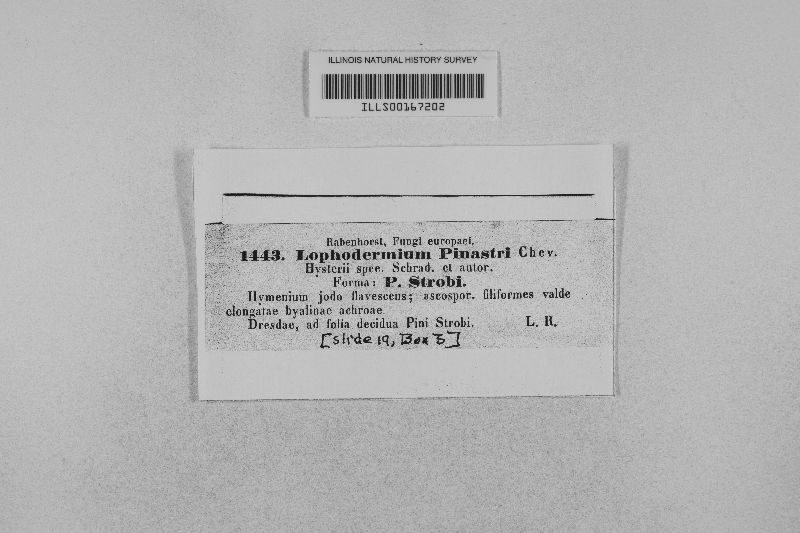 ILLINOIS NATURAL HISTORY SURVEY
ILLS00167202
Rabenhorst, Fungi europaei.
1443. Lophodermium Pinastri Chev.
Hysterii spec. Schrad. et autor.
Forma: P. Strobi.
Hymenium jodo flavescens; ascospor. filiformes valde
elongatae hyalinae achroae
Dresdae, ad folia decidua Pini Strobi. L. R.
[slide 19, Box 3]